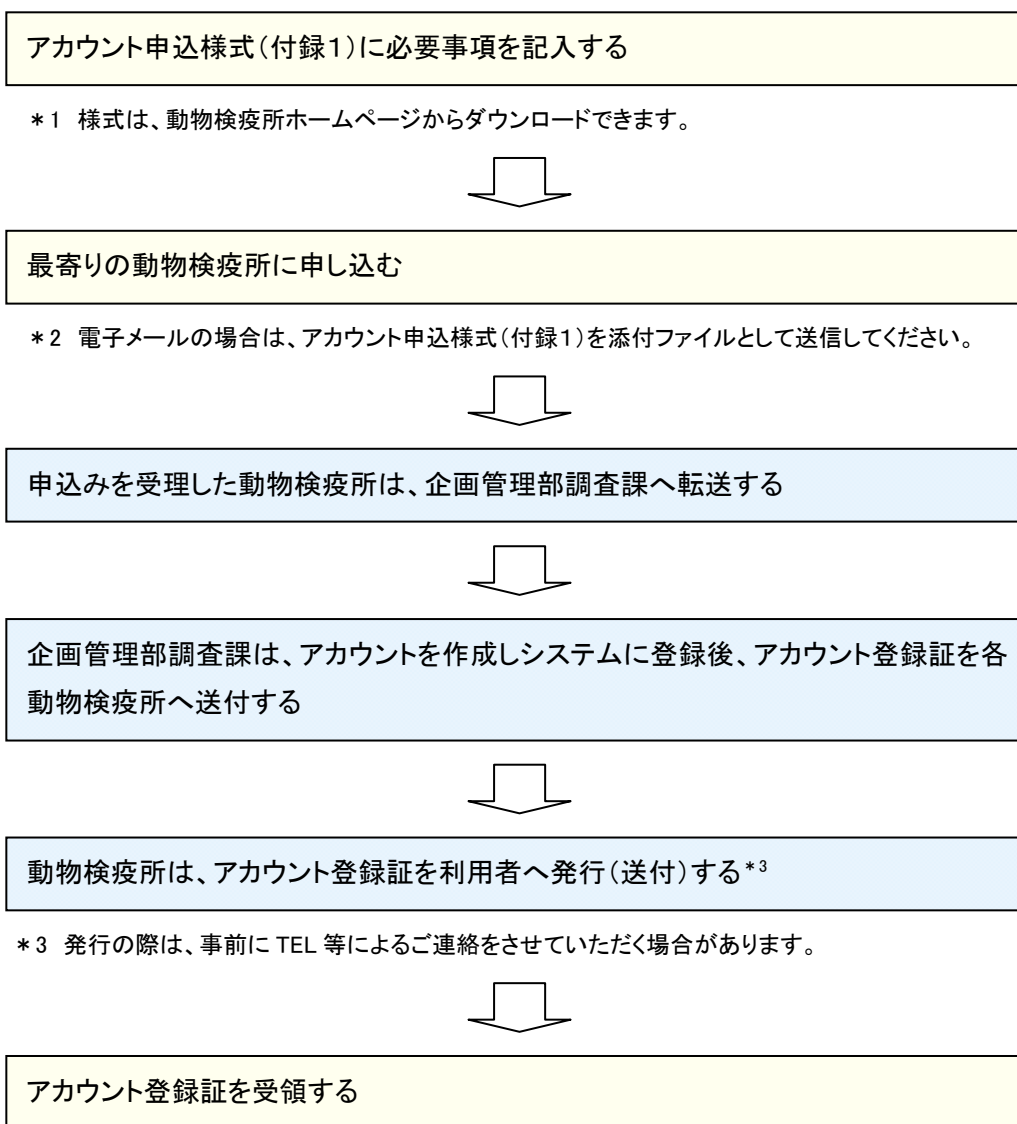 アカウント申込様式(付録1)に必要事項を記入する
*1 様式は、動物検疫所ホームページからダウンロードできます。
最寄りの動物検疫所に申し込む
*2 電子メールの場合は、アカウント申込様式(付録1)を添付ファイルとして送信してください。
申込みを受理した動物検疫所は、企画管理部調査課へ転送する
企画管理部調査課は、アカウントを作成しシステムに登録後、アカウント登録証を各
動物検疫所へ送付する
動物検疫所は、アカウント登録証を利用者へ発行(送付)する*3
*3 発行の際は、事前に TEL 等によるご連絡をさせていただく場合があります。
アカウント登録証を受領する